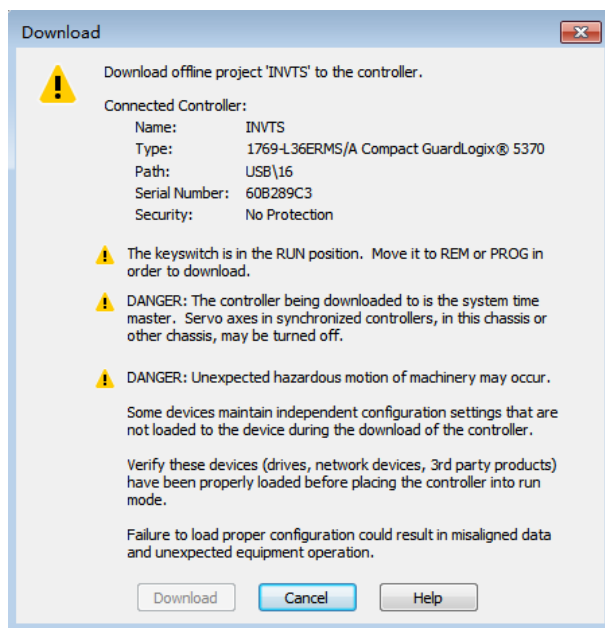 Download
Download offline project 'INVTS' to the controller.
Connected Controller:
Name: INVTS
Type: 1769-L36ERMS/A Compact GuardLogix® 5370
Path: USB\16
Serial Number: 60B289C3
Security: No Protection
The keyswitch is in the RUN position. Move it to REM or PROG in
order to download.
DANGER: The controller being downloaded to is the system time
master. Servo axes in synchronized controllers, in this chassis or
other chassis, may be turned off.
DANGER: Unexpected hazardous motion of machinery may occur.
Some devices maintain independent configuration settings that are
not loaded to the device during the download of the controller.
Verify these devices (drives, network devices, 3rd party products)
have been properly loaded before placing the controller into run
mode.
Failure to load proper configuration could result in misaligned data
and unexpected equipment operation.
Download Cancel Help